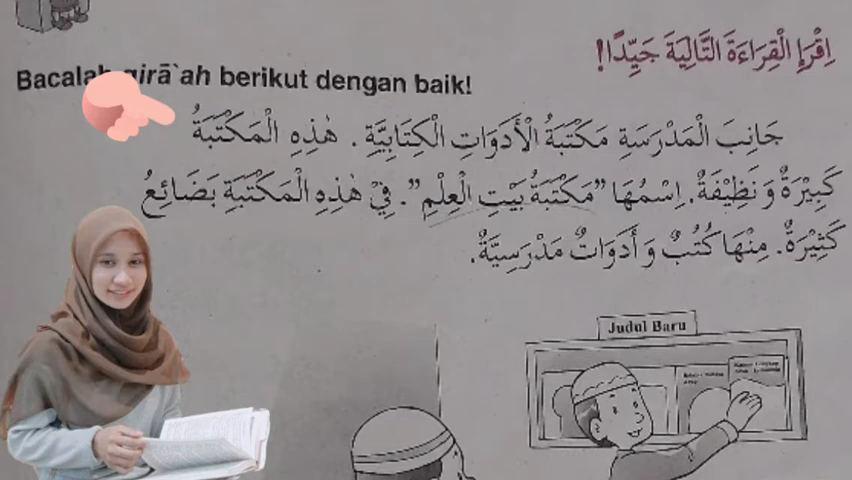 Bacalah qirā`ah berikut dengan baik!
اِقْرَإِ الْقِرَاءَةَ التَّالِيَةَ جَيِّدًا!
جَانِبَ الْمَدْرَسَةِ مَكْتَبَةُ الْأَدَوَاتِ الْكِتَابِيَّةِ. هٰذِهِ الْمَكْتَبَةُ
كَبِيْرَةٌ وَنَظِيْفَةٌ. اِسْمُهَا ”مَكْتَبَةُ بَيْتِ الْعِلْمِ”. فِيْ هٰذِهِ الْمَكْتَبَةِ بَضَائِعُ
كَثِيْرَةٌ. مِنْهَا كُتُبٌ وَأَدَوَاتٌ مَدْرَسِيَّةٌ.
Judul Baru